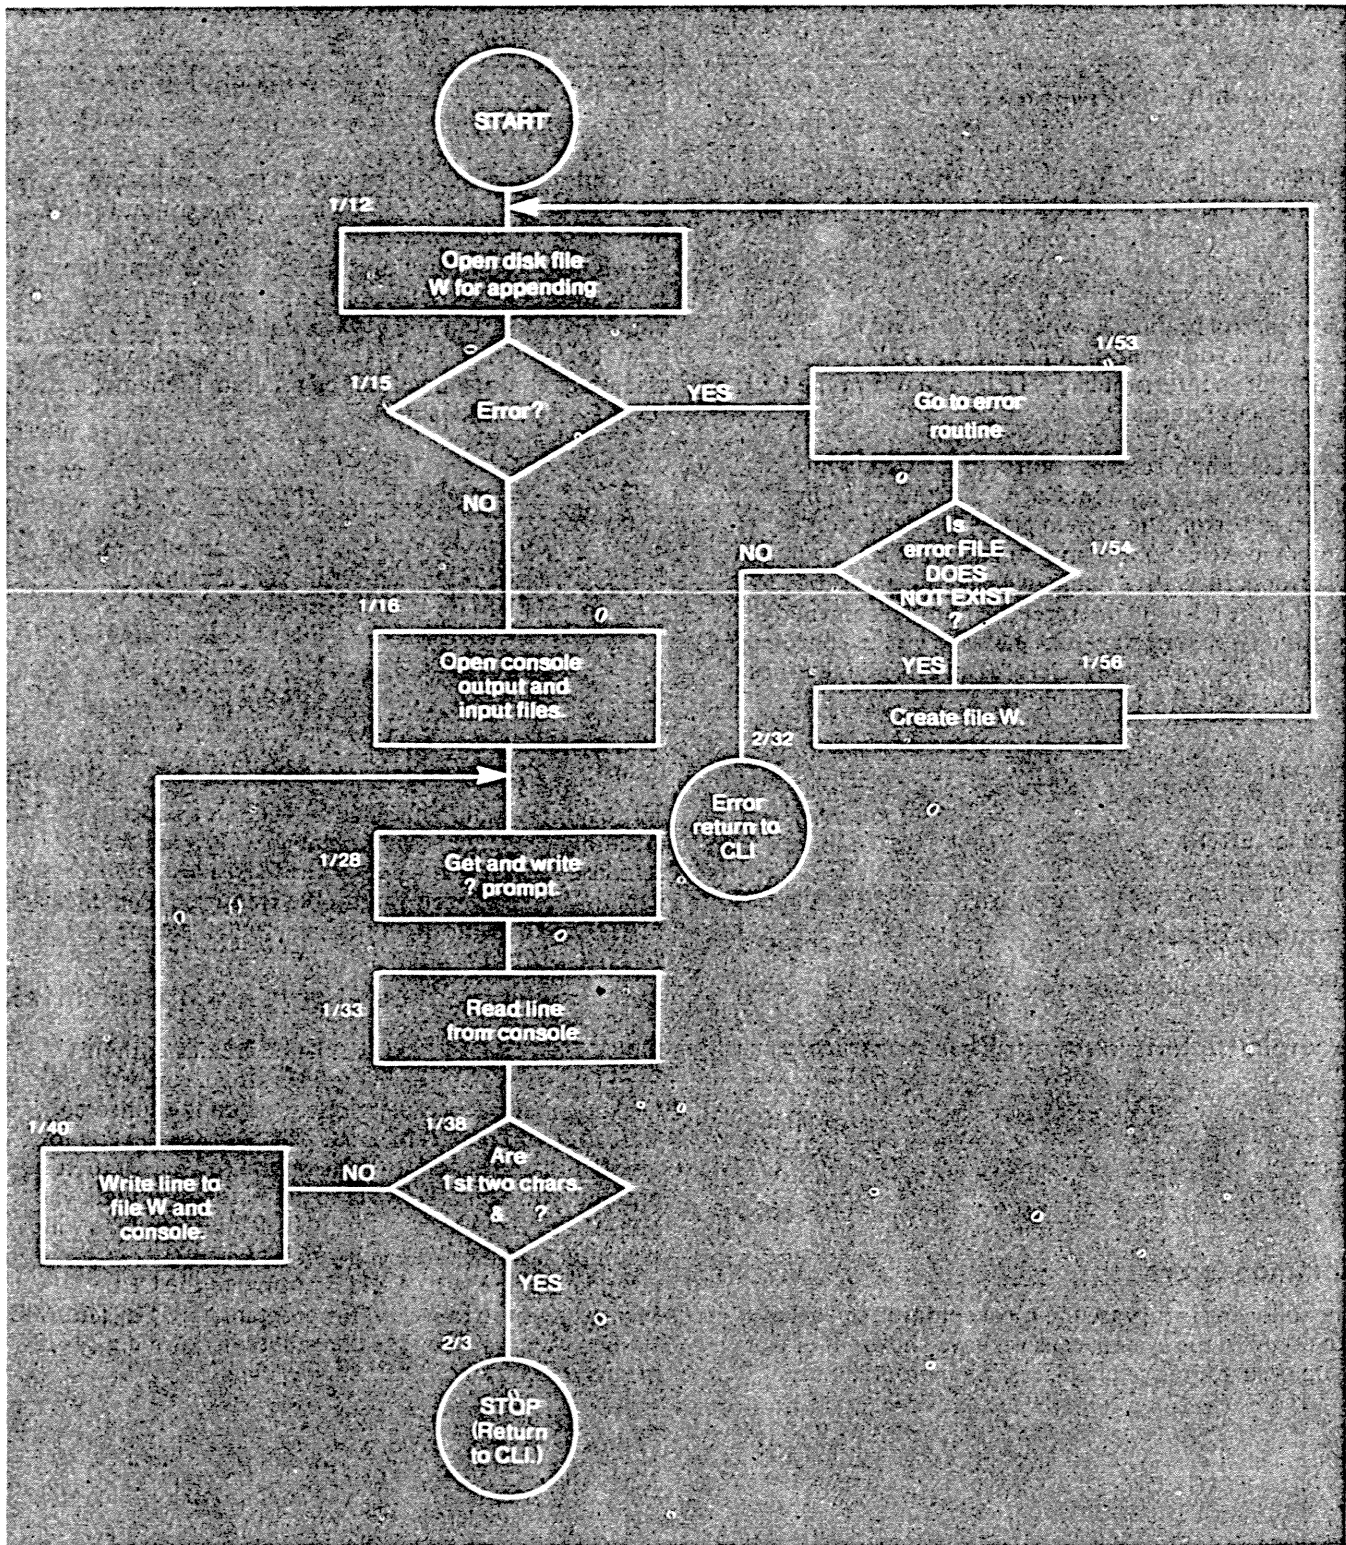 START
1/12
Open disk file
W for appending
1/15
Error?
YES
1/53
Go to error
routine
NO
Is
error FILE
DOES
NOT EXIST
?
1/54
NO
YES
1/56
Create file W.
1/16
Open console
output and
input files.
2/32
Error
return to
CLI
1/28
Get and write
? prompt.
1/33
Read line
from console.
1/38
Are
1st two chars.
& ?
NO
1/40
Write line to
file W and
console.
YES
2/3
STOP
(Return
to CLI.)